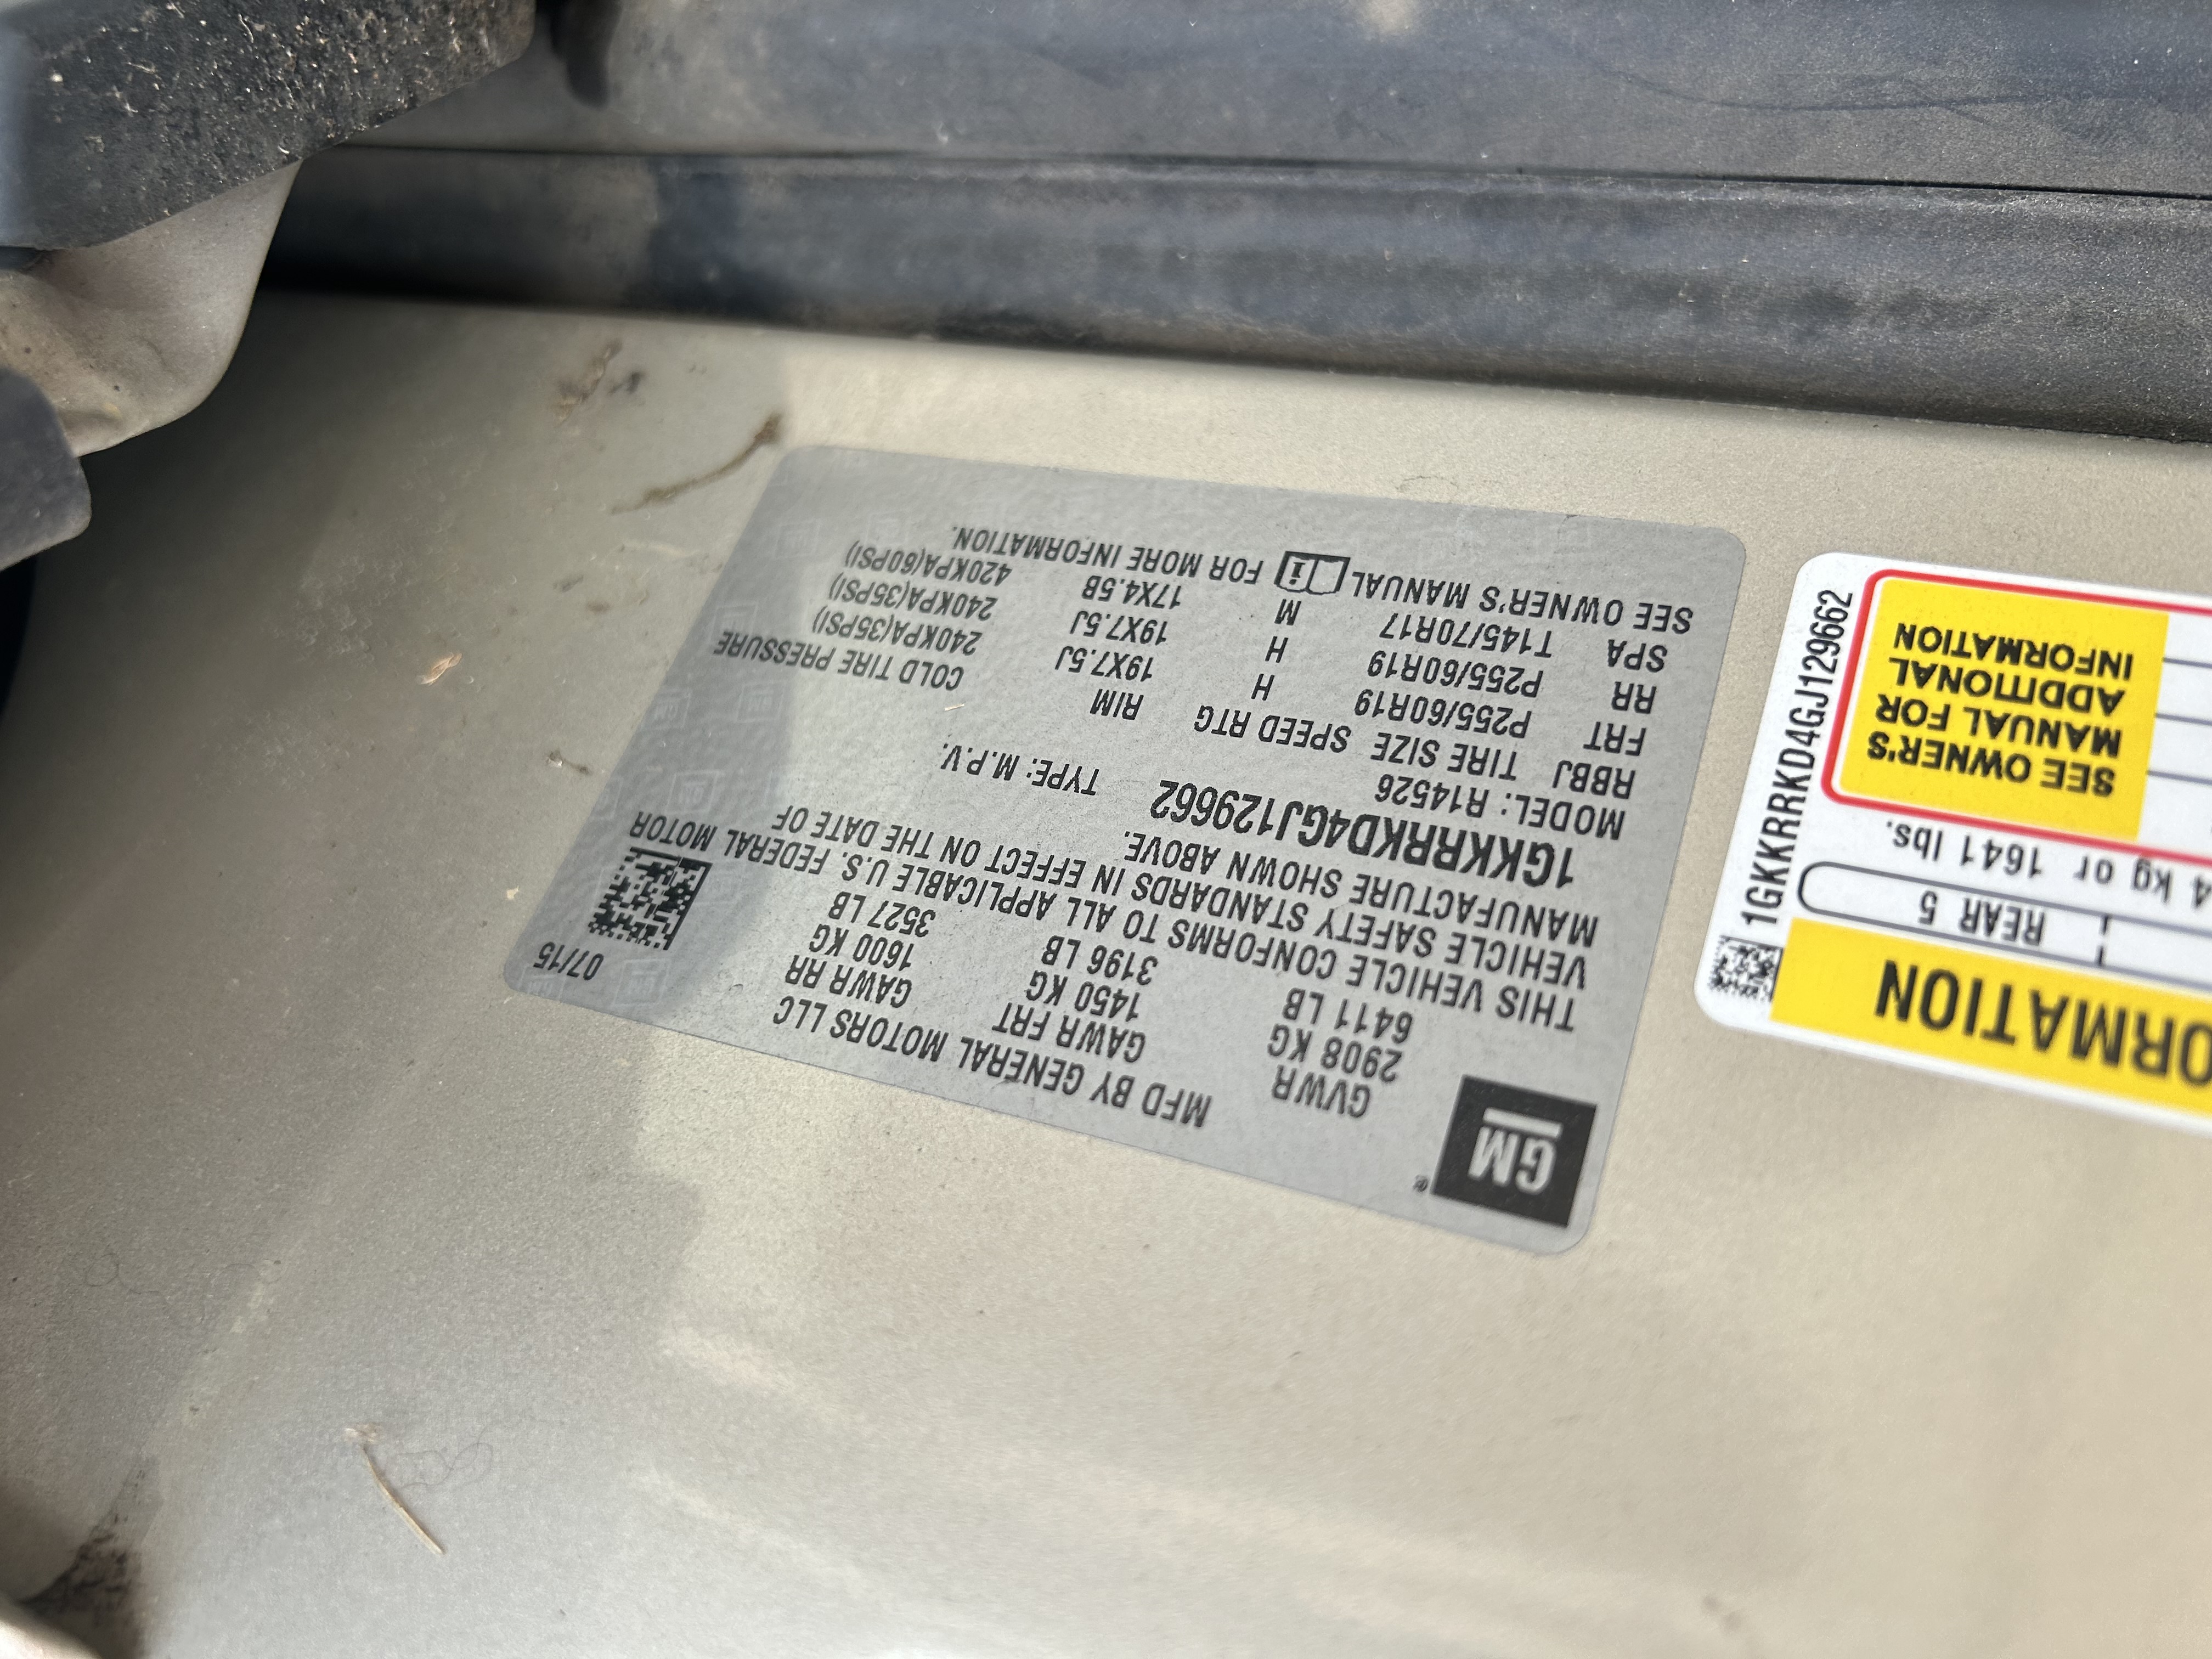 GM
MFD BY GENERAL MOTORS LLC
07/15
GVWR GAWR FRT GAWR RR
2908 KG 1450 KG 1600 KG
6411 LB 3196 LB 3527 LB
THIS VEHICLE CONFORMS TO ALL APPLICABLE U.S. FEDERAL MOTOR
VEHICLE SAFETY STANDARDS IN EFFECT ON THE DATE OF
MANUFACTURE SHOWN ABOVE.
1GKKRRKD4GJ129662 TYPE: M.P.V.
MODEL: R14526
RBBJ TIRE SIZE SPEED RTG RIM COLD TIRE PRESSURE
FRT P255/60R19 H 19X7.5J 240KPA(35PSI)
RR P255/60R19 H 19X7.5J 240KPA(35PSI)
SPA T145/70R17 M 17X4.5B 420KPA(60PSI)
SEE OWNER'S MANUAL i FOR MORE INFORMATION.
ORMATION
REAR 5
4 kg or 1641 lbs.
SEE OWNER'S
MANUAL FOR
ADDITIONAL
INFORMATION
1GKKRRKD4GJ129662